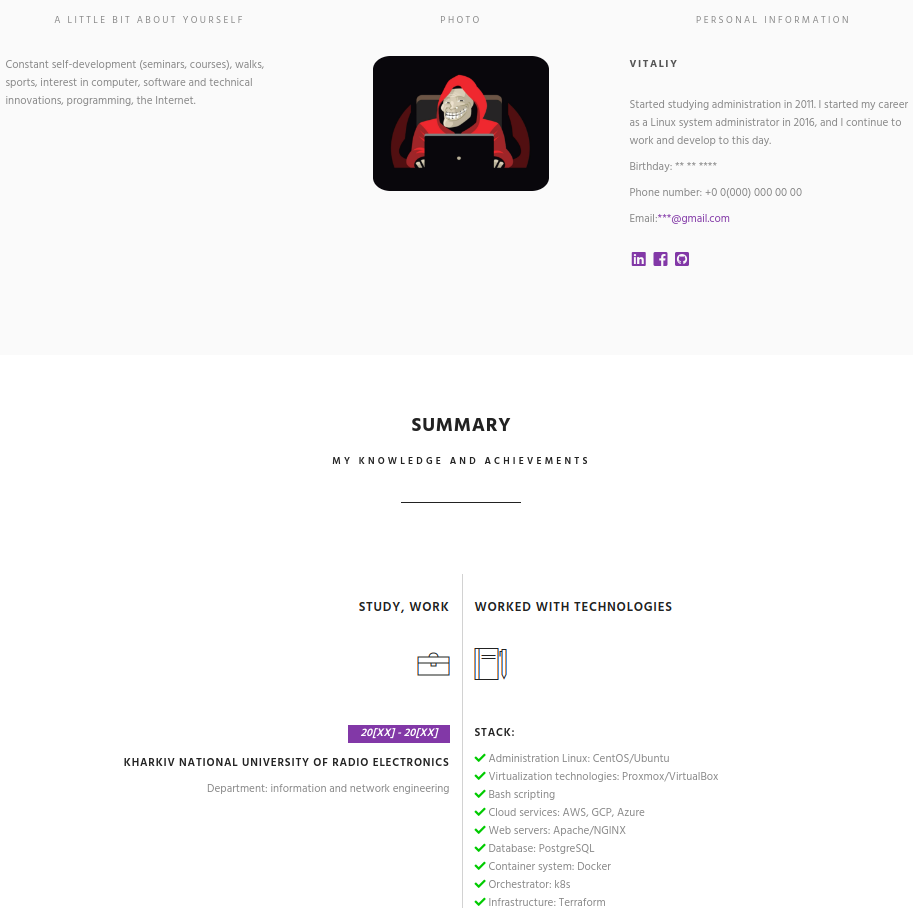 A LITTLE BIT ABOUT YOURSELF
Constant self-development (seminars, courses), walks,
sports, interest in computer, software and technical
innovations, programming, the Internet.
PHOTO
PERSONAL INFORMATION
VITALIY
Started studying administration in 2011. I started my career
as a Linux system administrator in 2016, and I continue to
work and develop to this day.
Birthday: ** ** ****
Phone number: +0 0(000) 000 00 00
Email:***@gmail.com
SUMMARY
MY KNOWLEDGE AND ACHIEVEMENTS
STUDY, WORK
20[XX] - 20[XX]
KHARKIV NATIONAL UNIVERSITY OF RADIO ELECTRONICS
Department: information and network engineering
WORKED WITH TECHNOLOGIES
STACK:
Administration Linux: CentOS/Ubuntu
Virtualization technologies: Proxmox/VirtualBox
Bash scripting
Cloud services: AWS, GCP, Azure
Web servers: Apache/NGINX
Database: PostgreSQL
Container system: Docker
Orchestrator: k8s
Infrastructure: Terraform